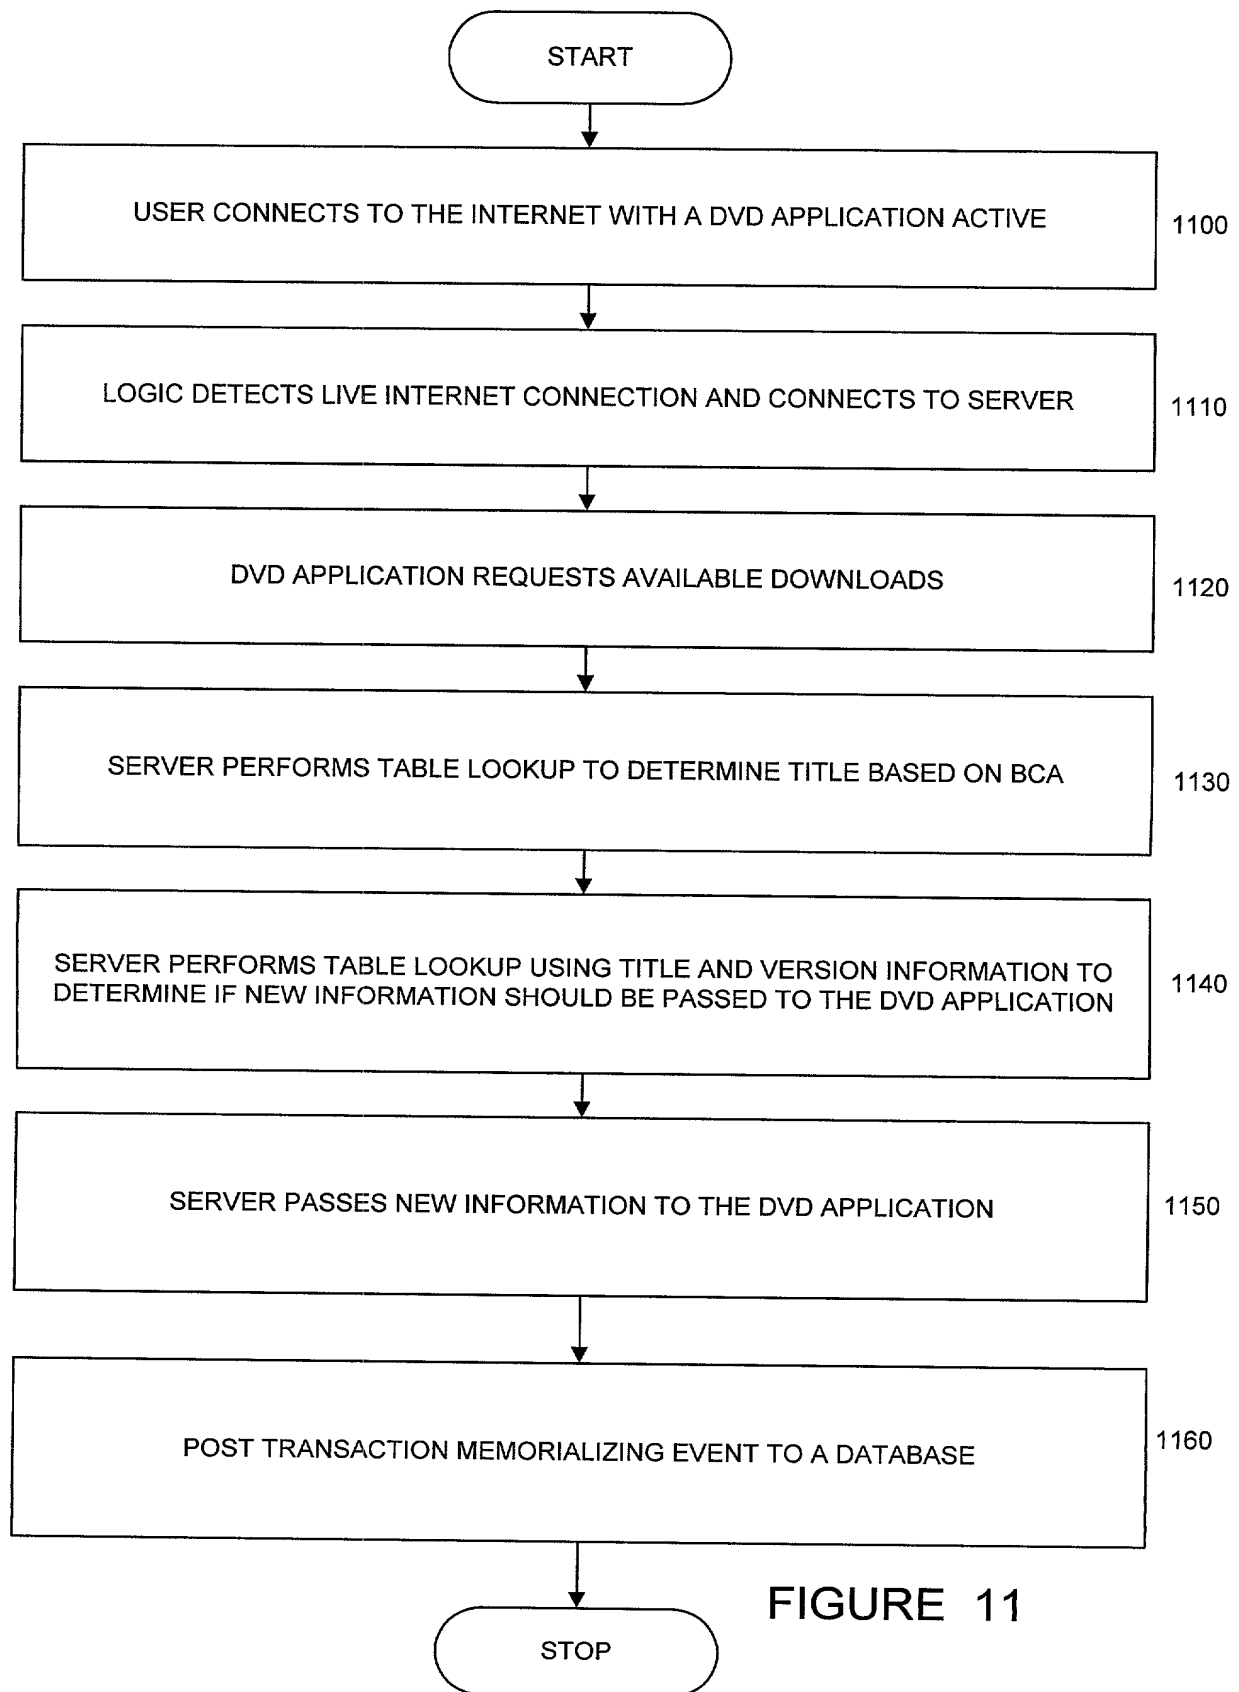 START
USER CONNECTS TO THE INTERNET WITH A DVD APPLICATION ACTIVE
1100
LOGIC DETECTS LIVE INTERNET CONNECTION AND CONNECTS TO SERVER
1110
DVD APPLICATION REQUESTS AVAILABLE DOWNLOADS
1120
SERVER PERFORMS TABLE LOOKUP TO DETERMINE TITLE BASED ON BCA
1130
SERVER PERFORMS TABLE LOOKUP USING TITLE AND VERSION INFORMATION TO
DETERMINE IF NEW INFORMATION SHOULD BE PASSED TO THE DVD APPLICATION
1140
SERVER PASSES NEW INFORMATION TO THE DVD APPLICATION
1150
POST TRANSACTION MEMORIALIZING EVENT TO A DATABASE
1160
FIGURE 11
STOP